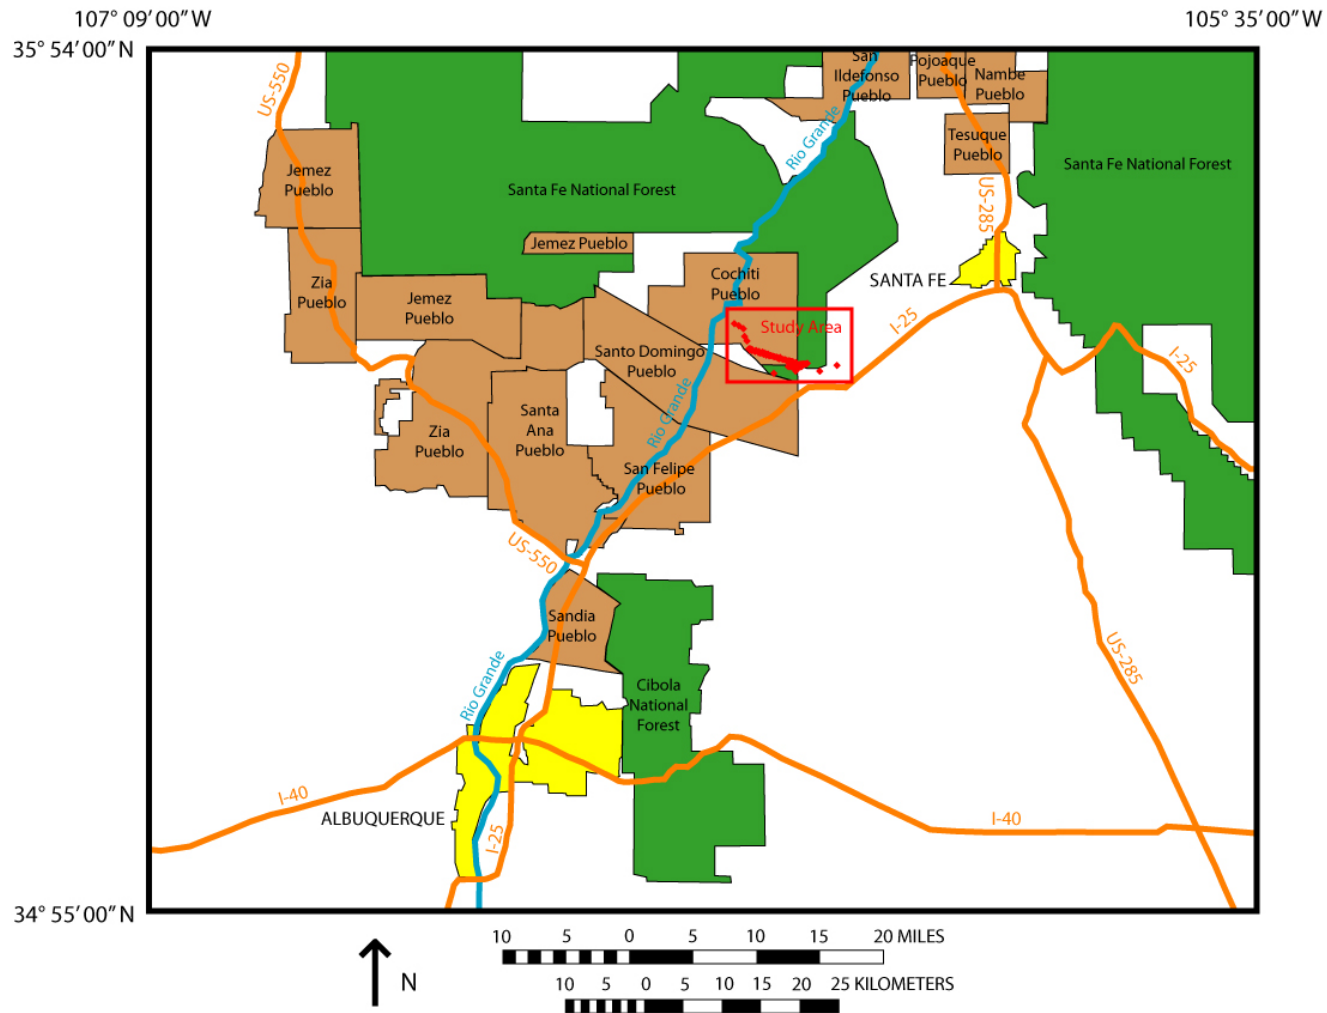 107° 09′ 00″ W
105° 35′ 00″ W
35° 54′ 00″ N
US-550
San
Ildefonso
Pueblo
Pojoaque
Pueblo
Nambe
Pueblo
Rio Grande
Tesuque
Pueblo
Santa Fe National Forest
Jemez
Pueblo
Santa Fe National Forest
US-285
Jemez Pueblo
SANTA FE
Cochiti
Pueblo
Zia
Pueblo
Jemez
Pueblo
Study Area
I-25
I-25
Santo Domingo
Pueblo
Rio Grande
Santa
Ana
Pueblo
Zia
Pueblo
San Felipe
Pueblo
US-550
Sandia
Pueblo
US-285
Rio Grande
Cibola
National
Forest
I-40
ALBUQUERQUE
I-25
I-40
34° 55′ 00″ N
N
10 5 0 5 10 15 20 MILES
10 5 0 5 10 15 20 25 KILOMETERS